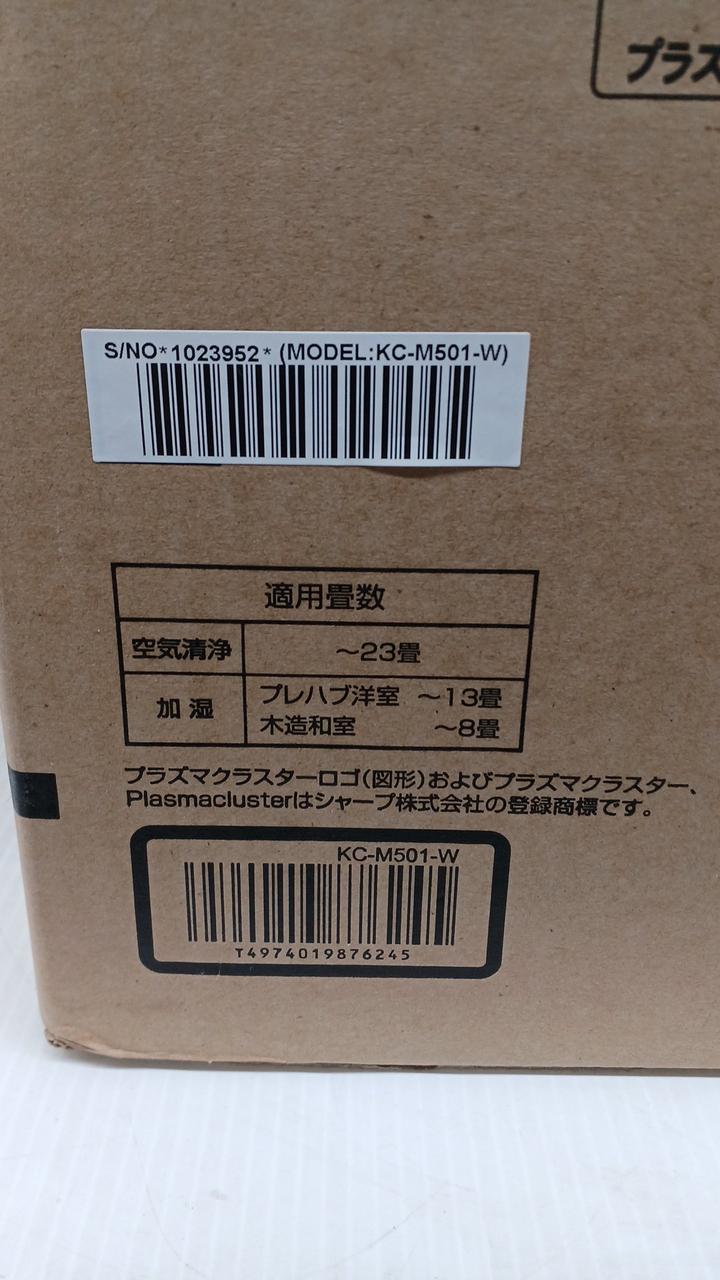 プラズ
S/NO*1023952* (MODEL:KC-M501-W)
適用畳数
空気清浄 ～23畳
加湿 プレハブ洋室 ～13畳
木造和室 ～8畳
プラズマクラスターロゴ(図形)およびプラズマクラスター、
Plasmaclusterはシャープ株式会社の登録商標です。
KC-M501-W
T4974019876245